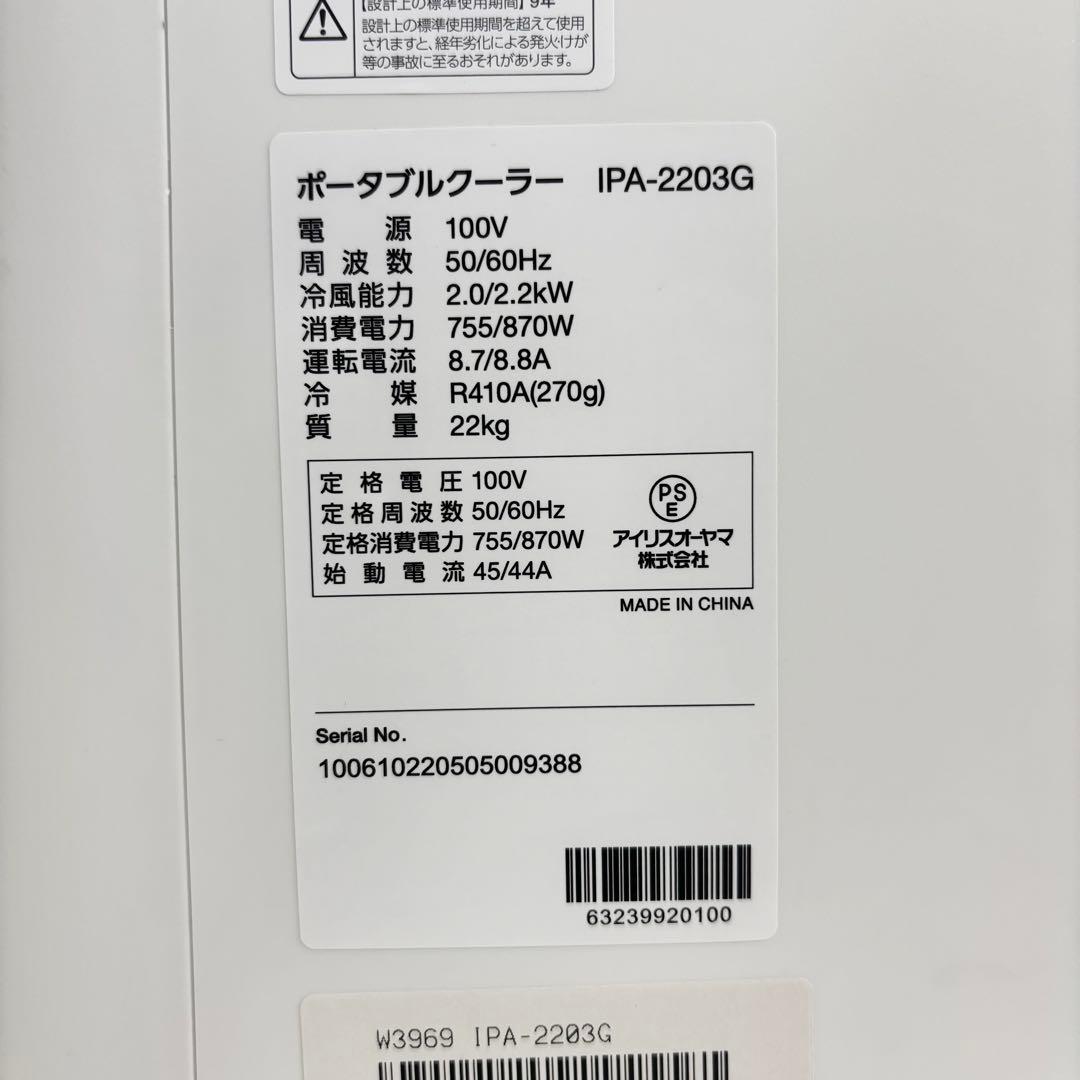 【設計上の標準使用期間】9年
設計上の標準使用期間を超えて使用
されますと、経年劣化による発火・けが
等の事故に至るおそれがあります。
ポータブルクーラー IPA-2203G
電源 100V
周波数 50/60Hz
冷風能力 2.0/2.2kW
消費電力 755/870W
運転電流 8.7/8.8A
冷媒 R410A(270g)
質量 22kg
定格電圧 100V
定格周波数 50/60Hz
定格消費電力 755/870W
始動電流 45/44A
PS
E
アイリスオーヤマ
株式会社
MADE IN CHINA
Serial No.
100610220505009388
63239920100
W3969 IPA-2203G